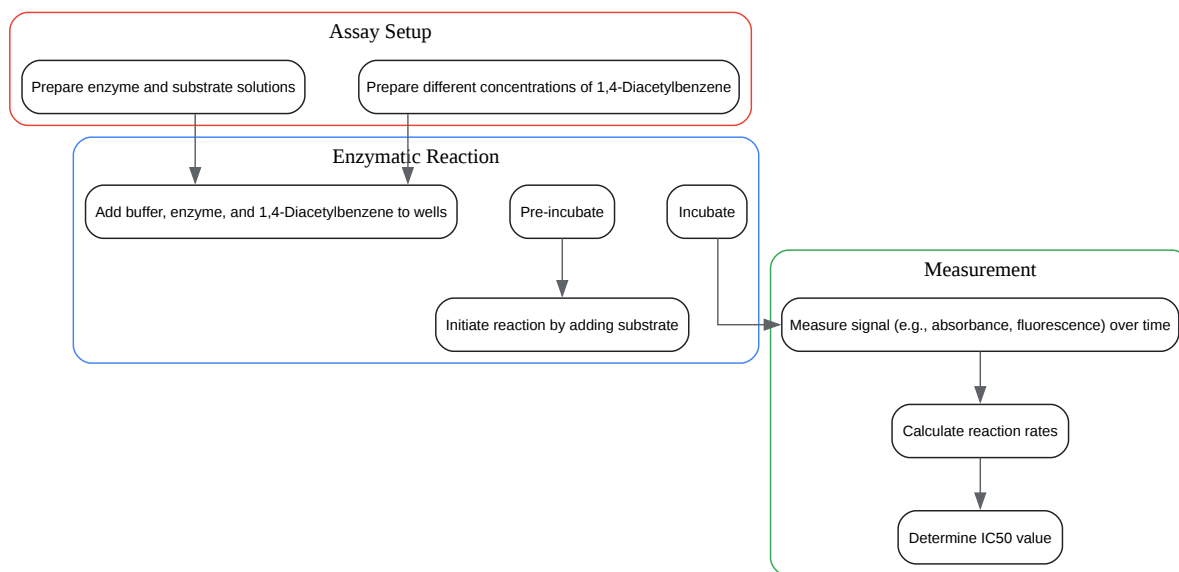 Assay Setup
Prepare enzyme and substrate solutions
Prepare different concentrations of 1,4-Diacetylbenzene
Enzymatic Reaction
Add buffer, enzyme, and 1,4-Diacetylbenzene to wells
Pre-incubate
Incubate
Initiate reaction by adding substrate
Measurement
Measure signal (e.g., absorbance, fluorescence) over time
Calculate reaction rates
Determine IC50 value